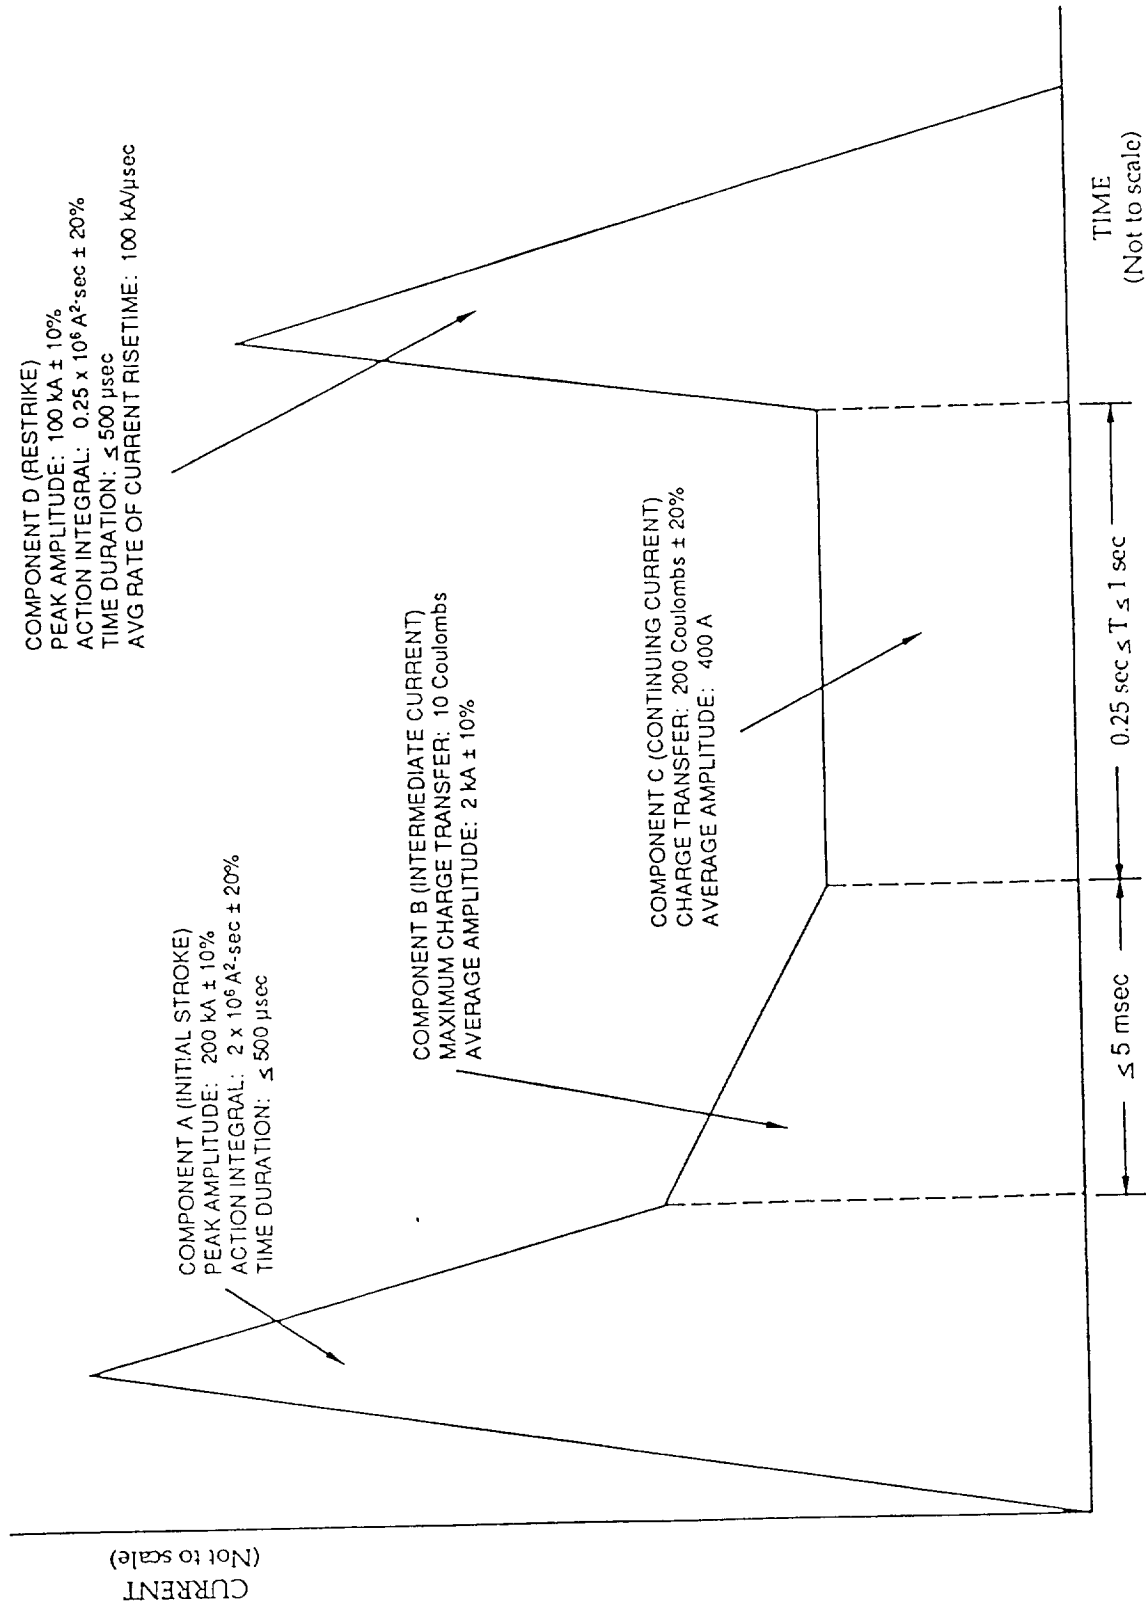 CURRENT
(Not to scale)
COMPONENT A (INITIAL STROKE)
PEAK AMPLITUDE: 200 kA ± 10%
ACTION INTEGRAL: 2 x 10⁶ A²-sec ± 20%
TIME DURATION: ≤ 500 µsec
COMPONENT B (INTERMEDIATE CURRENT)
MAXIMUM CHARGE TRANSFER: 10 Coulombs
AVERAGE AMPLITUDE: 2 kA ± 10%
COMPONENT C (CONTINUING CURRENT)
CHARGE TRANSFER: 200 Coulombs ± 20%
AVERAGE AMPLITUDE: 400 A
COMPONENT D (RESTRIKE)
PEAK AMPLITUDE: 100 kA ± 10%
ACTION INTEGRAL: 0.25 x 10⁶ A²-sec ± 20%
TIME DURATION: ≤ 500 µsec
AVG RATE OF CURRENT RISETIME: 100 kA/µsec
≤ 5 msec
0.25 sec ≤ T ≤ 1 sec
TIME
(Not to scale)